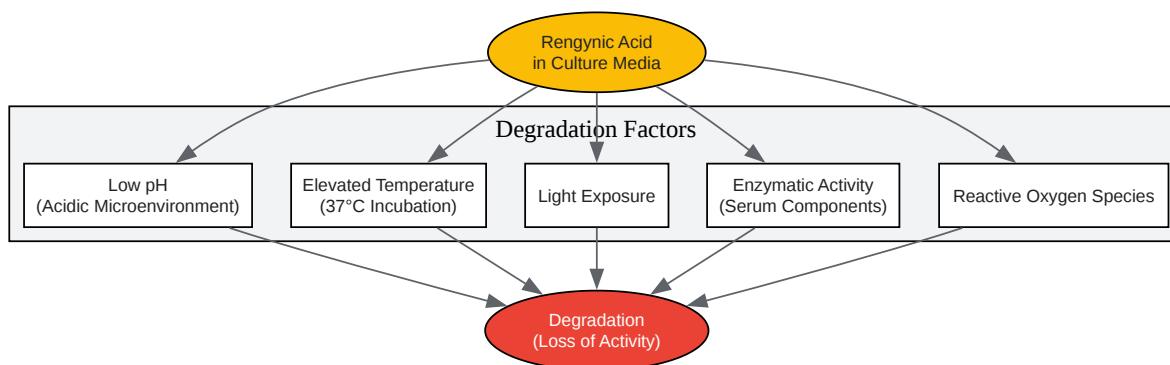 Rengynic Acid
in Culture Media
Degradation Factors
Low pH
(Acidic Microenvironment)
Elevated Temperature
(37°C Incubation)
Light Exposure
Enzymatic Activity
(Serum Components)
Reactive Oxygen Species
Degradation
(Loss of Activity)